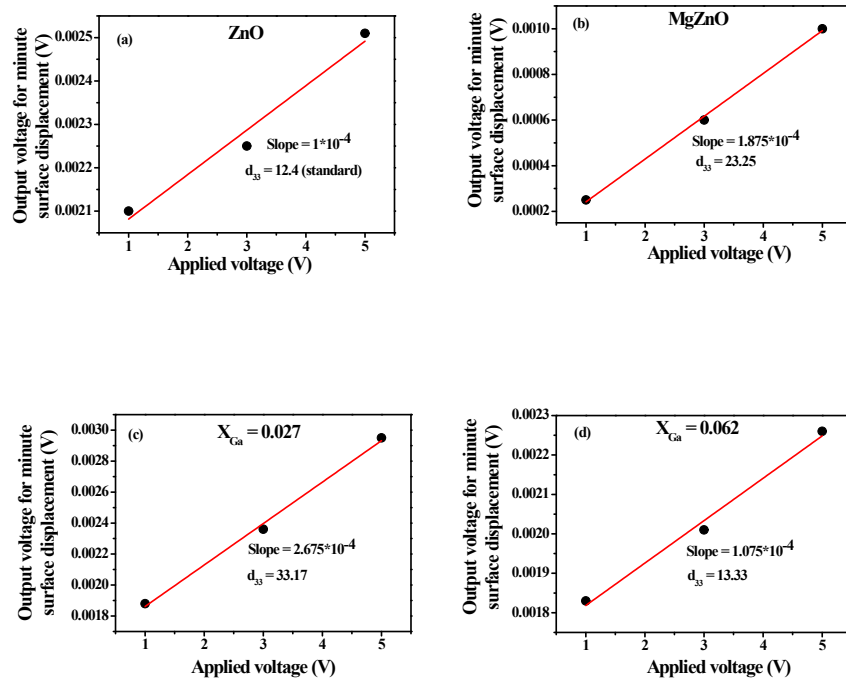 (a) ZnO
Output voltage for minute
surface displacement (V)
0.0025
0.0024
0.0023
0.0022
0.0021
Slope = 1*10⁻⁴
d₃₃ = 12.4 (standard)
1 2 3 4 5
Applied voltage (V)
(b) MgZnO
Output voltage for minute
surface displacement (V)
0.0010
0.0008
0.0006
0.0004
0.0002
Slope = 1.875*10⁻⁴
d₃₃ = 23.25
1 2 3 4 5
Applied voltage (V)
(c) X_Ga = 0.027
Output voltage for minute
surface displacement (V)
0.0030
0.0028
0.0026
0.0024
0.0022
0.0020
0.0018
Slope = 2.675*10⁻⁴
d₃₃ = 33.17
1 2 3 4 5
Applied voltage (V)
(d) X_Ga = 0.062
Output voltage for minute
surface displacement (V)
0.0023
0.0022
0.0021
0.0020
0.0019
0.0018
Slope = 1.075*10⁻⁴
d₃₃ = 13.33
1 2 3 4 5
Applied voltage (V)